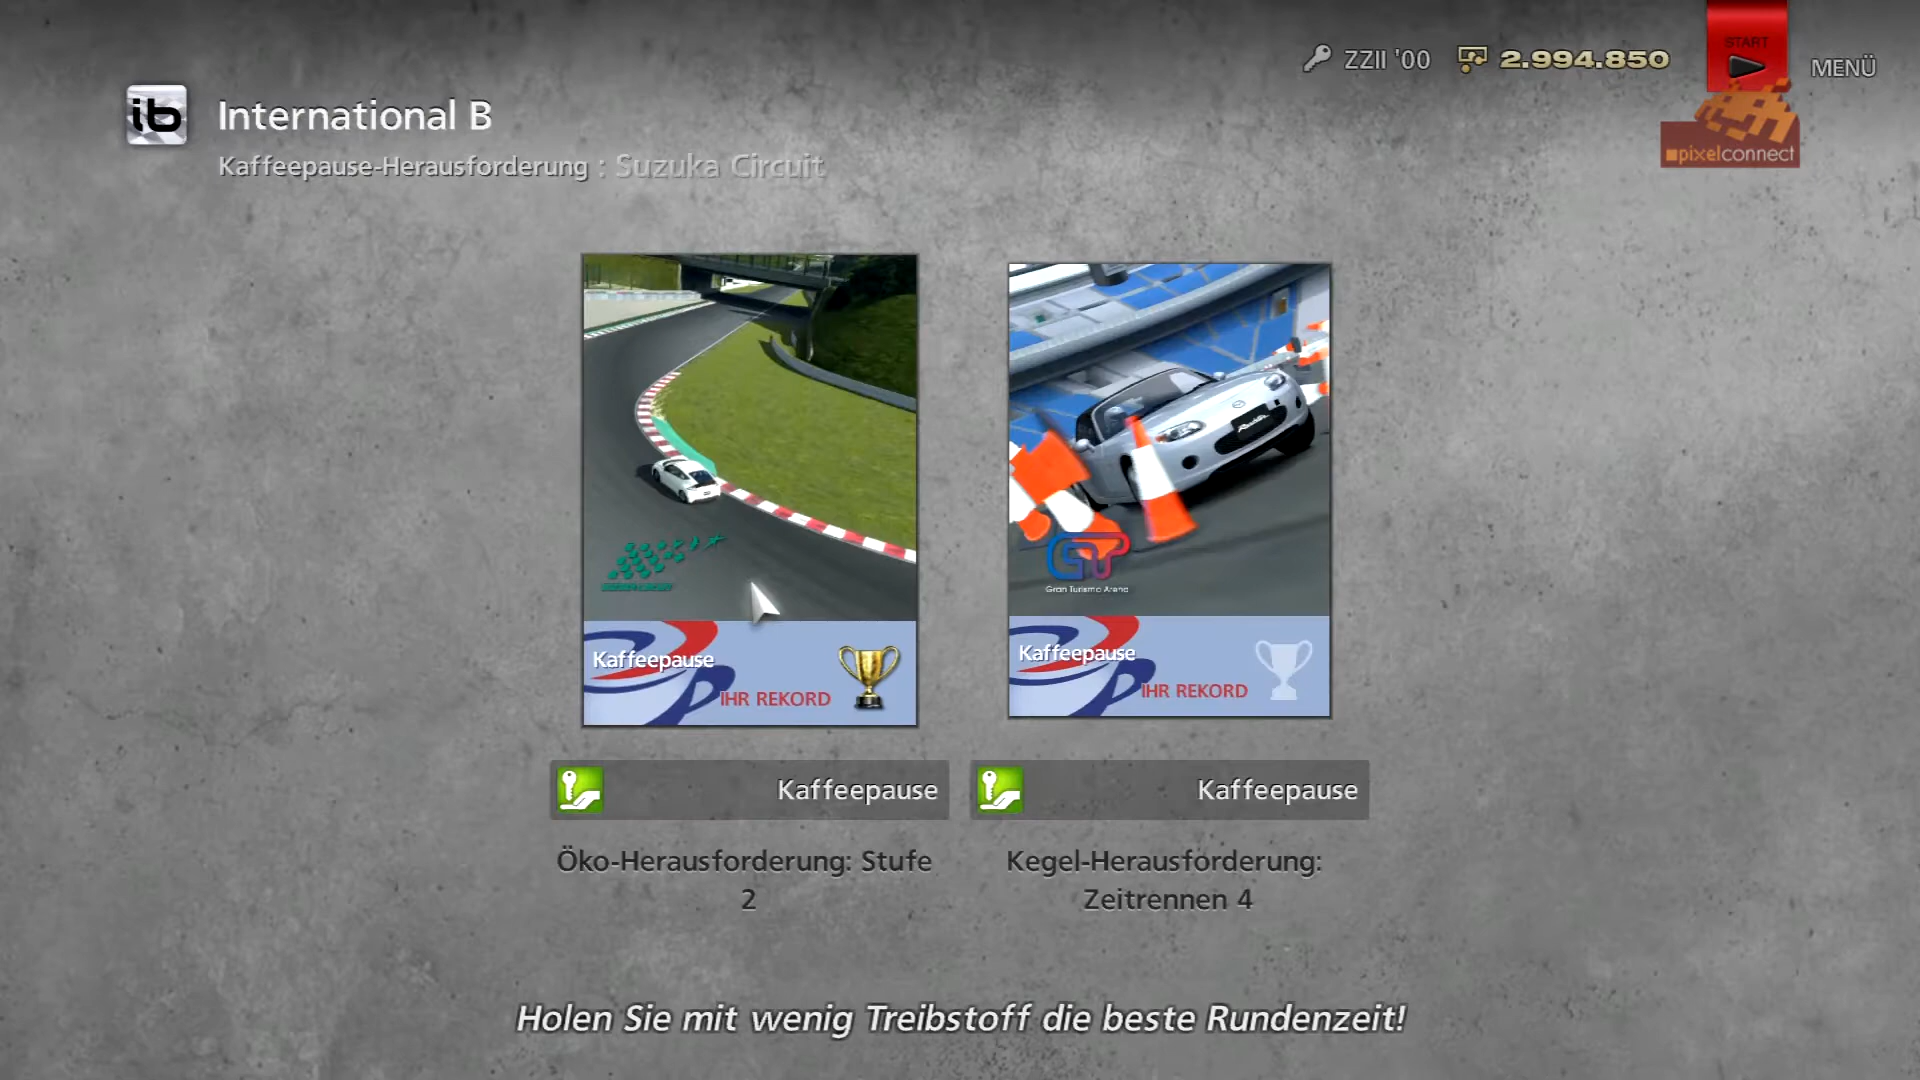 START
ZZII '00
2.994.850
MENÜ
pixelconnect
ib
International B
Kaffeepause-Herausforderung : Suzuka Circuit
GT
Gran Turismo Arena
Kaffeepause
IHR REKORD
Kaffeepause
IHR REKORD
Kaffeepause
Kaffeepause
Öko-Herausforderung: Stufe
2
Kegel-Herausforderung:
Zeitrennen 4
Holen Sie mit wenig Treibstoff die beste Rundenzeit!